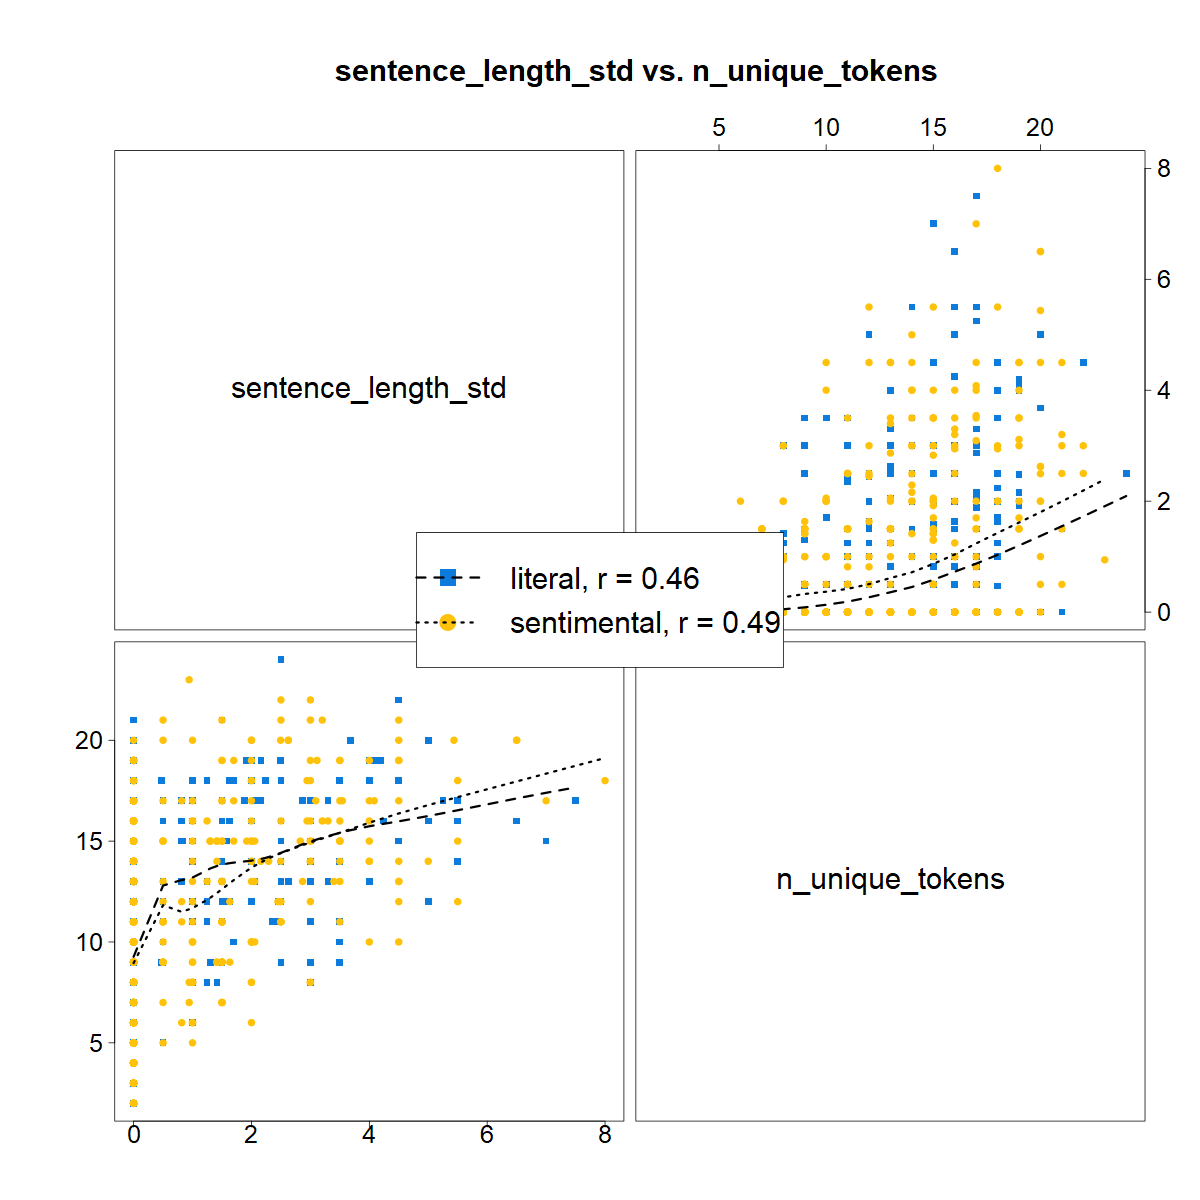 sentence_length_std vs. n_unique_tokens
5 10 15 20
8
6
4
2
0
sentence_length_std
literal, r = 0.46
sentimental, r = 0.49
20
15
10
5
n_unique_tokens
0 2 4 6 8